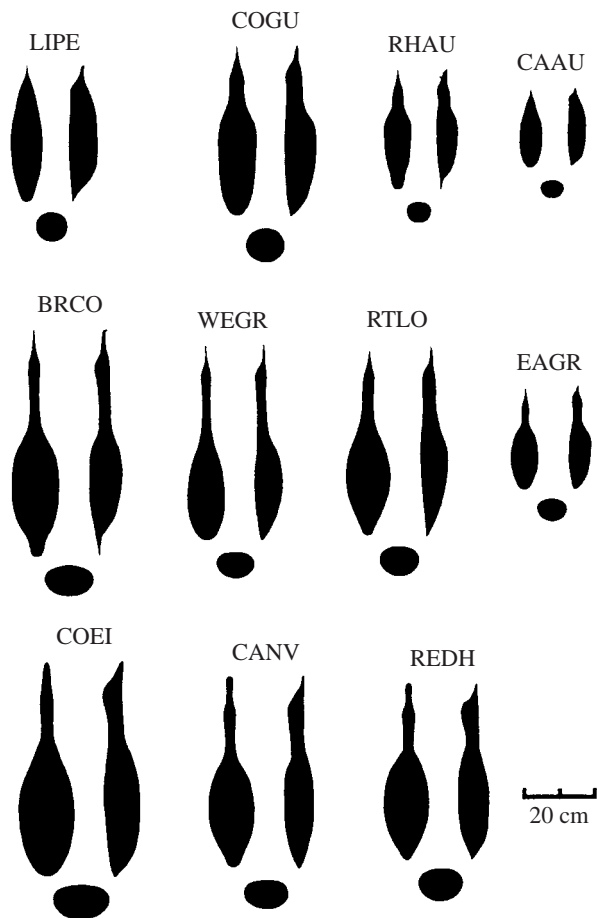 LIPE
COGU
RHAU
CAAU
BRCO
WEGR
RTLO
EAGR
COEI
CANV
REDH
20 cm